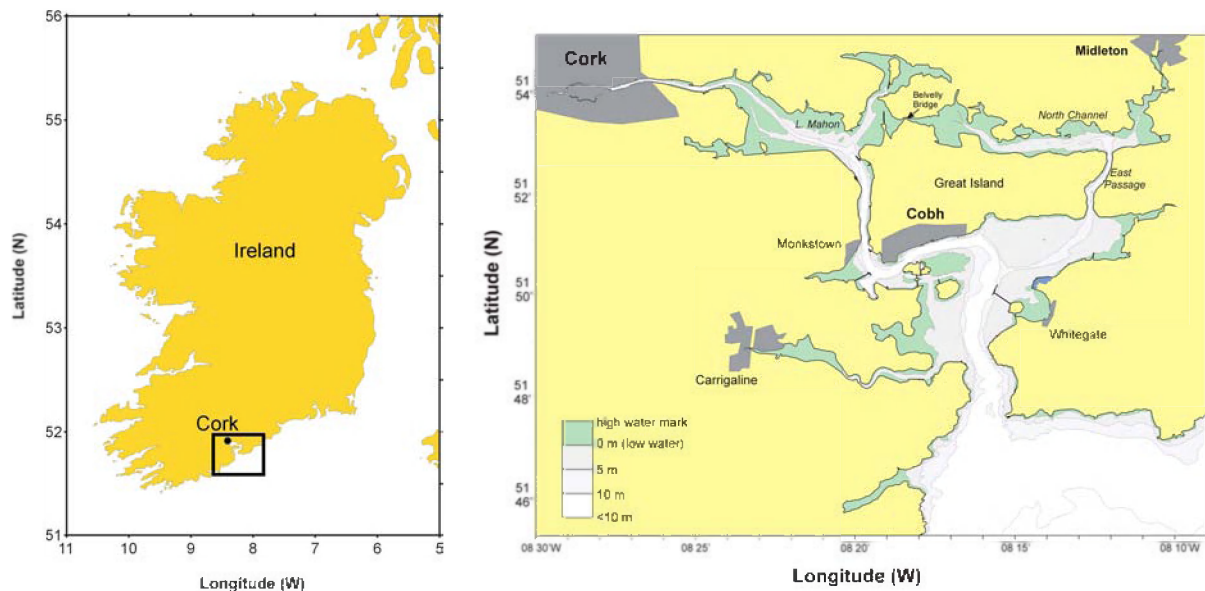 56
55
54
53
52
51
11
10
9
8
7
6
5
Latitude (N)
Longitude (W)
Ireland
Cork
Cork
Midleton
Belvelly
Bridge
L. Mahon
North Channel
East
Passage
Great Island
Cobh
Monkstown
Whitegate
Carrigaline
high water mark
0 m (low water)
5 m
10 m
<10 m
51
54'
51
52'
51
50'
51
48'
51
46'
08 30'W
08 25'
08 20'
08 15'
08 10'W
Latitude (N)
Longitude (W)